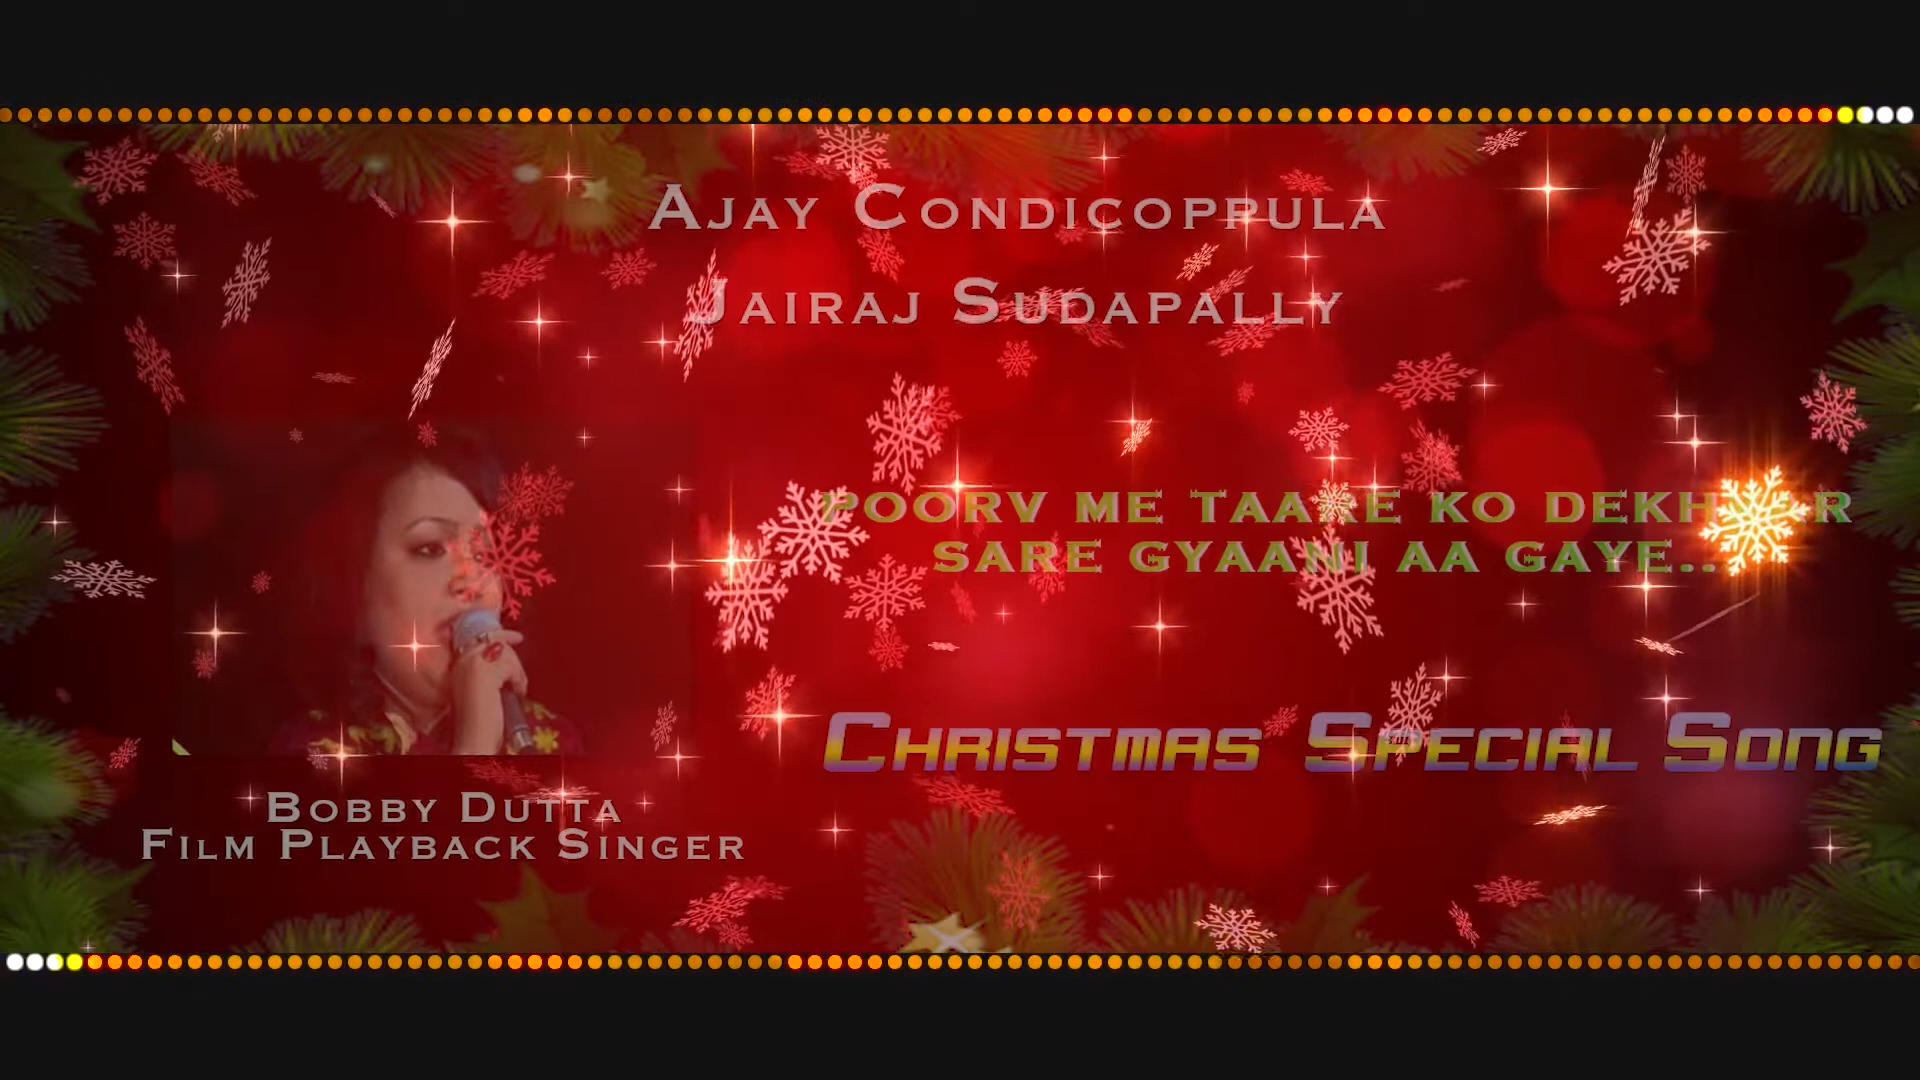 AJAY CONDICOPPULA
JAIRAJ SUDAPALLY
POORV ME TAARE KO DEKHKAR
SARE GYAANI AA GAYE..
CHRISTMAS SPECIAL SONG
BOBBY DUTTA
FILM PLAYBACK SINGER